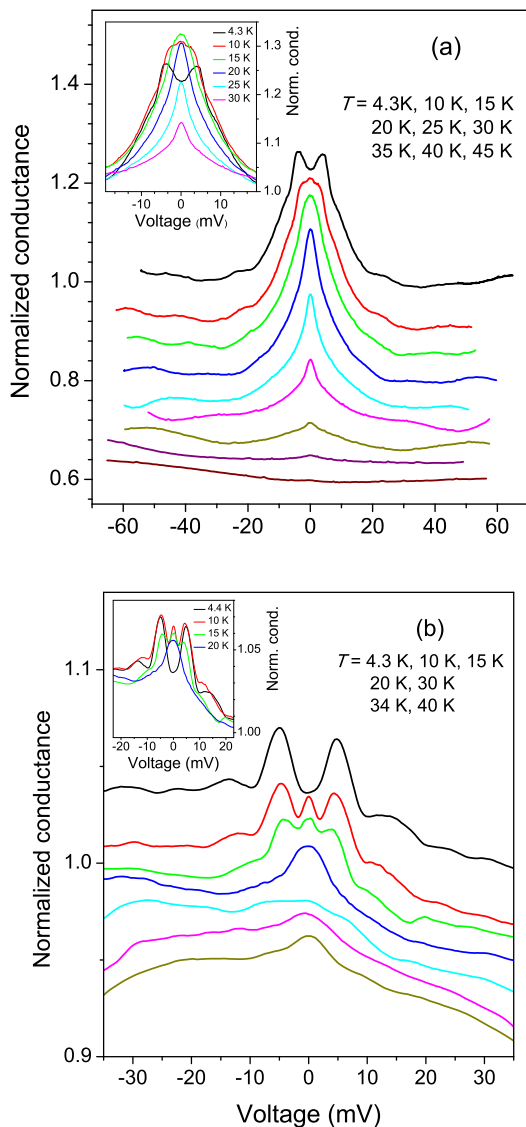 (a)
T = 4.3K, 10 K, 15 K
20 K, 25 K, 30 K
35 K, 40 K, 45 K
4.3 K
10 K
15 K
20 K
25 K
30 K
1.3
1.2
1.1
1.0
Norm. cond.
-10 0 10
Voltage (mV)
1.4
1.2
1.0
0.8
0.6
Normalized conductance
-60 -40 -20 0 20 40 60
(b)
T = 4.3 K, 10 K, 15 K
20 K, 30 K
34 K, 40 K
4.4 K
10 K
15 K
20 K
1.05
1.00
Norm. cond.
-20 -10 0 10 20
Voltage (mV)
1.1
1.0
0.9
Normalized conductance
-30 -20 -10 0 10 20 30
Voltage (mV)